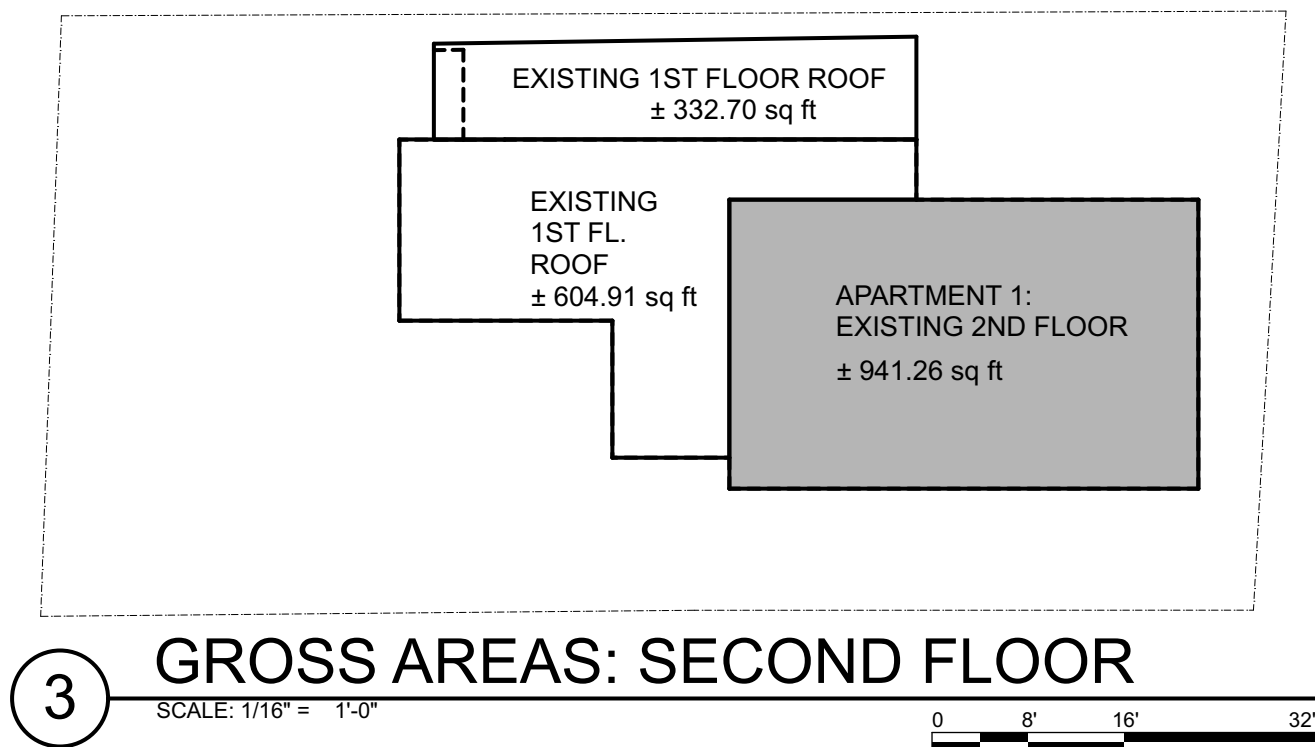 EXISTING 1ST FLOOR ROOF
± 332.70 sq ft
EXISTING
1ST FL.
ROOF
± 604.91 sq ft
APARTMENT 1:
EXISTING 2ND FLOOR
± 941.26 sq ft
3
GROSS AREAS: SECOND FLOOR
SCALE: 1/16" = 1'-0"
0 8' 16' 32'